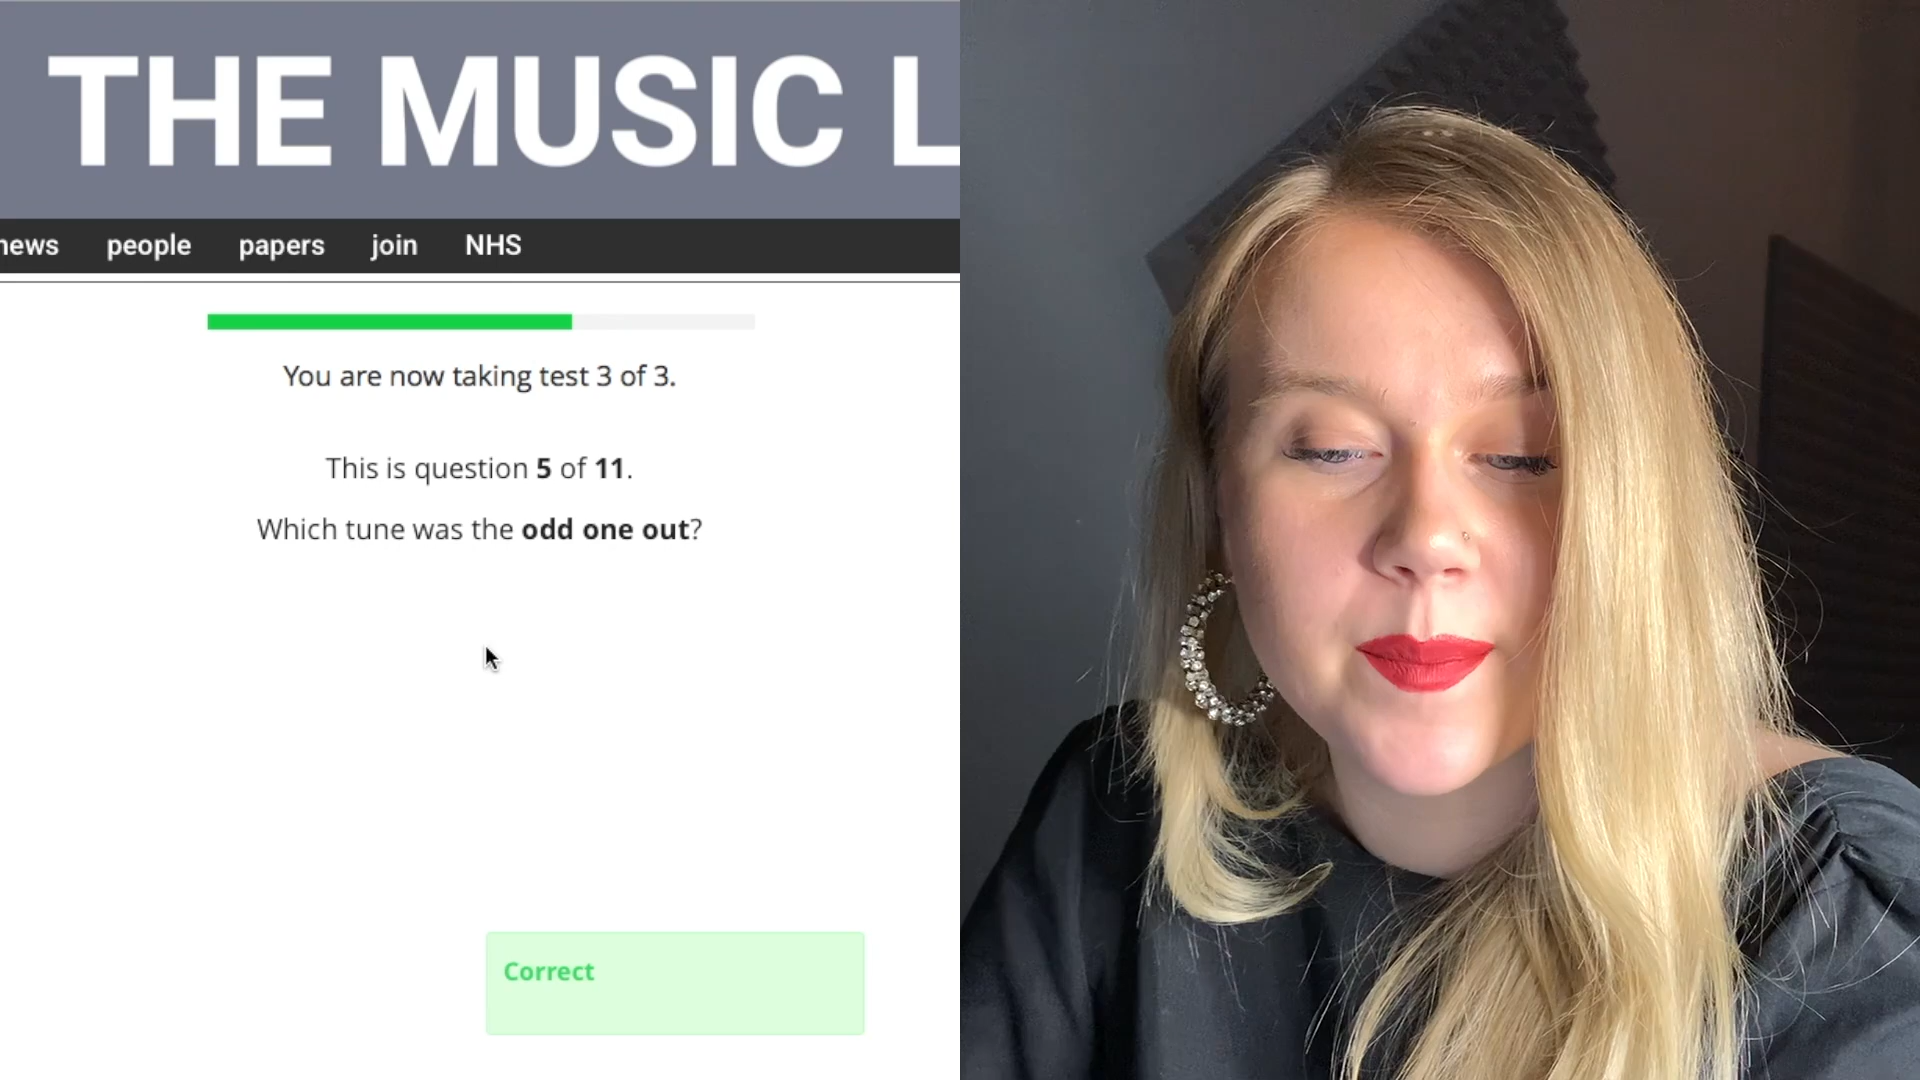 THE MUSIC L
news people papers join NHS
You are now taking test 3 of 3.
This is question 5 of 11.
Which tune was the odd one out?
Correct